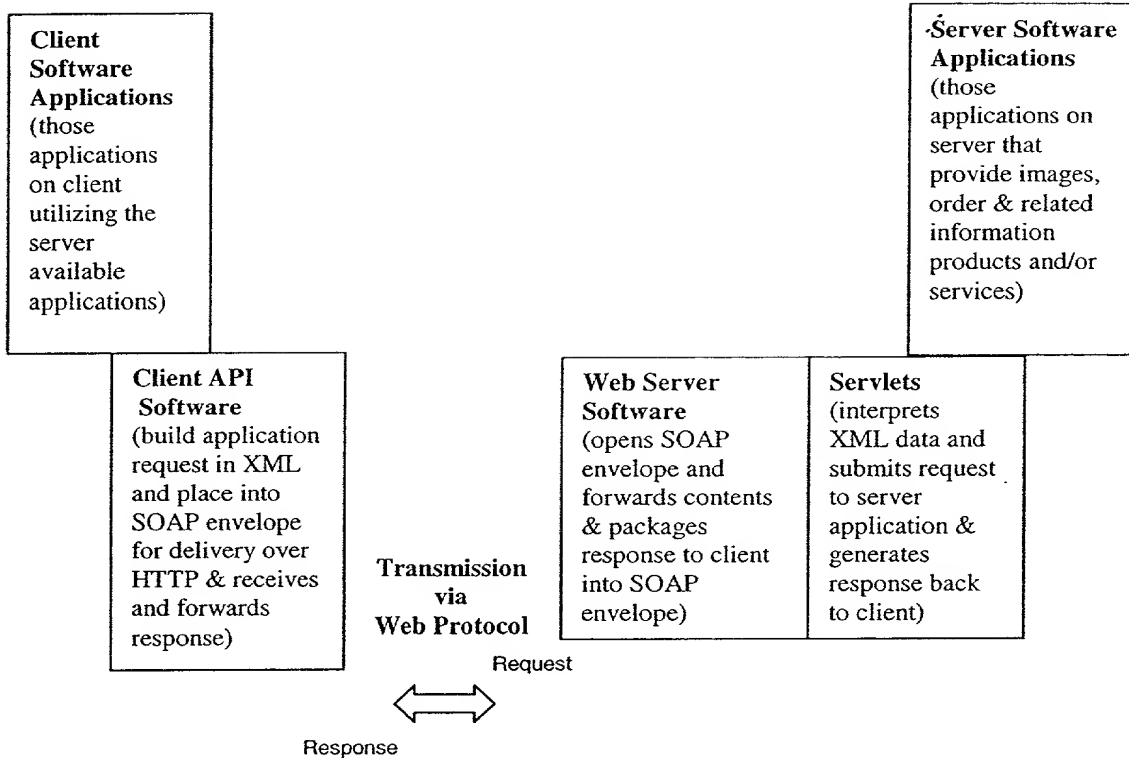 Client
Software
Applications
(those
applications
on client
utilizing the
server
available
applications)
Server Software
Applications
(those
applications on
server that
provide images,
order & related
information
products and/or
services)
Client API
Software
(build application
request in XML
and place into
SOAP envelope
for delivery over
HTTP & receives
and forwards
response)
Transmission
via
Web Protocol
Web Server
Software
(opens SOAP
envelope and
forwards contents
& packages
response to client
into SOAP
envelope)
Servlets
(interprets
XML data and
submits request
to server
application &
generates
response back
to client)
Request
Response